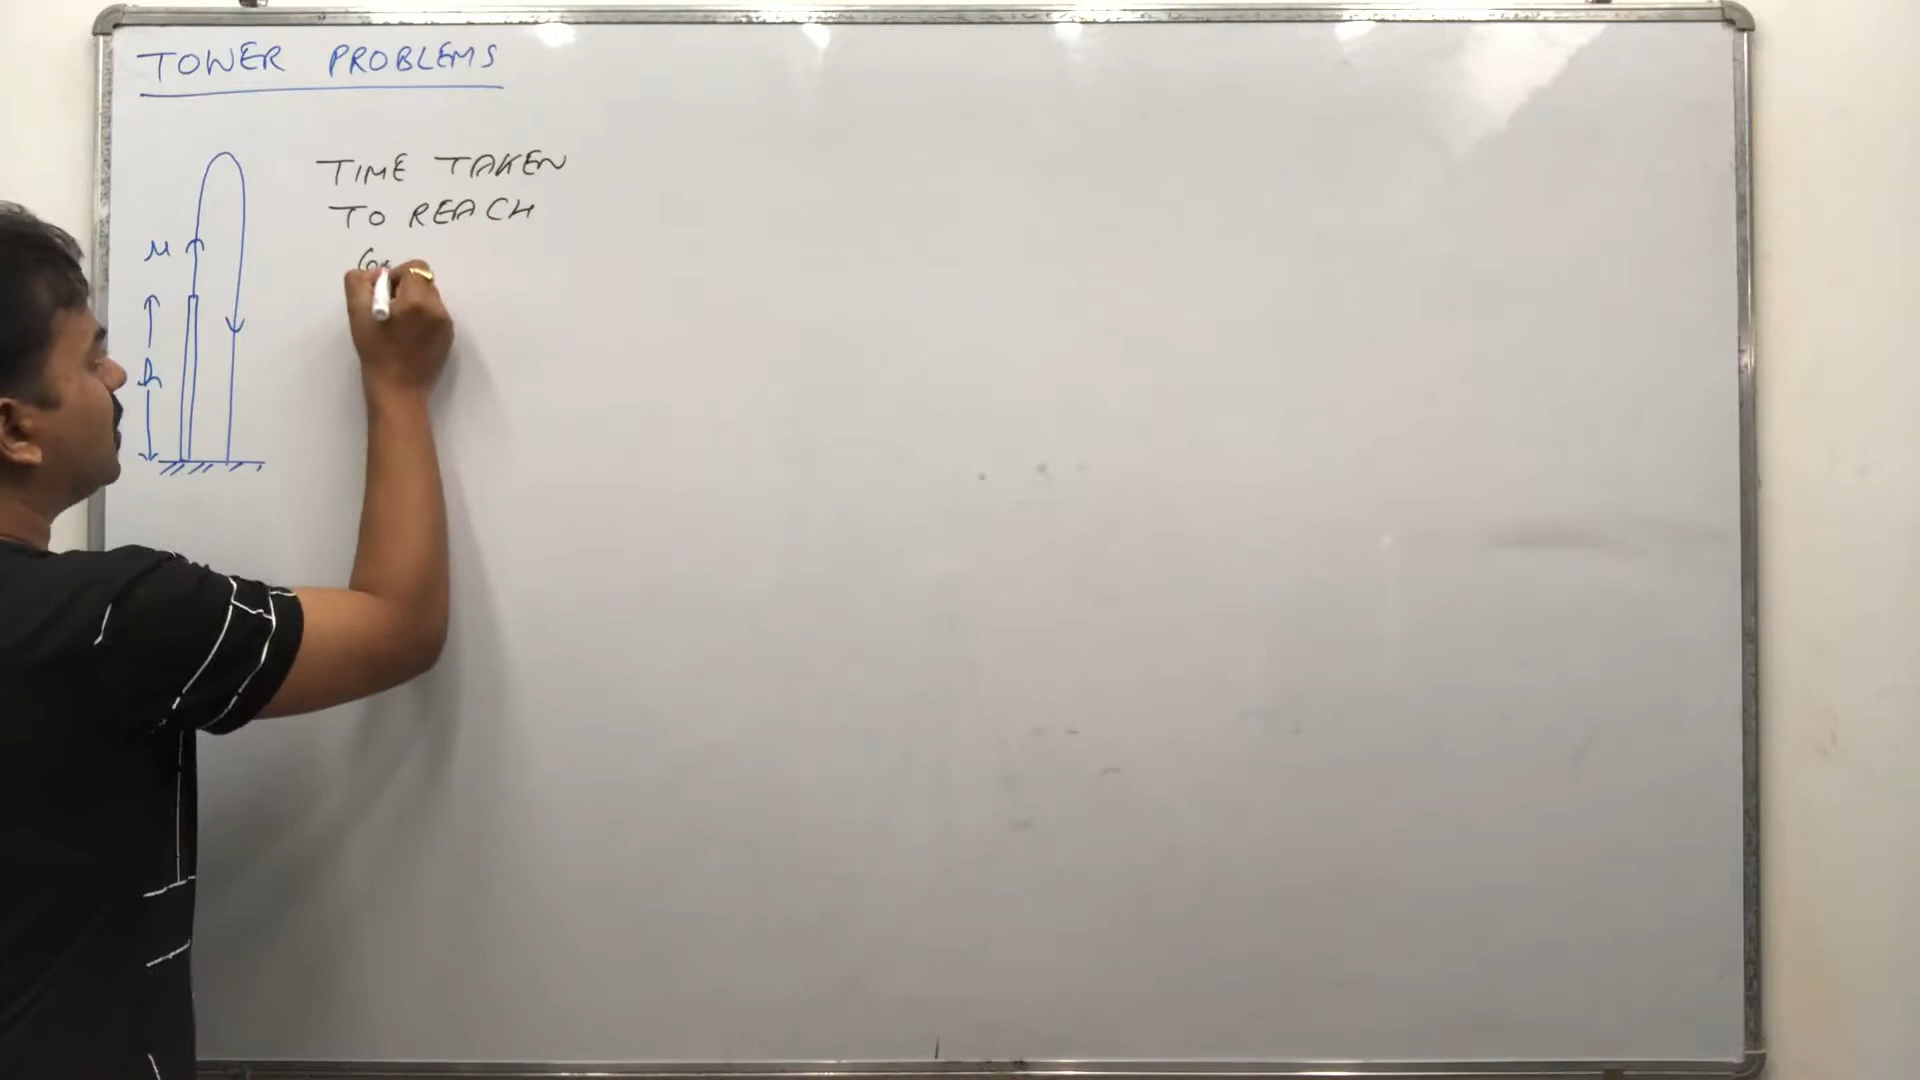 TOWER PROBLEMS
TIME TAKEN
TO REACH
u
h